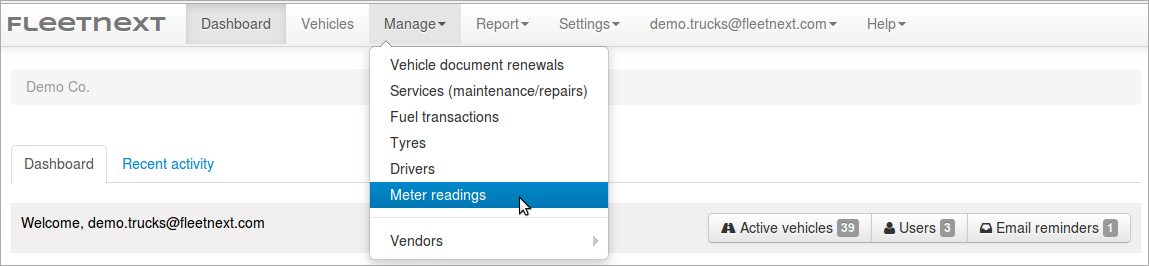 FLEETNEXT Dashboard Vehicles Manage Report Settings demo.trucks@fleetnext.com Help
Demo Co.
Vehicle document renewals
Services (maintenance/repairs)
Fuel transactions
Tyres
Drivers
Meter readings
Vendors
Dashboard Recent activity
Welcome, demo.trucks@fleetnext.com Active vehicles 39 Users 3 Email reminders 1